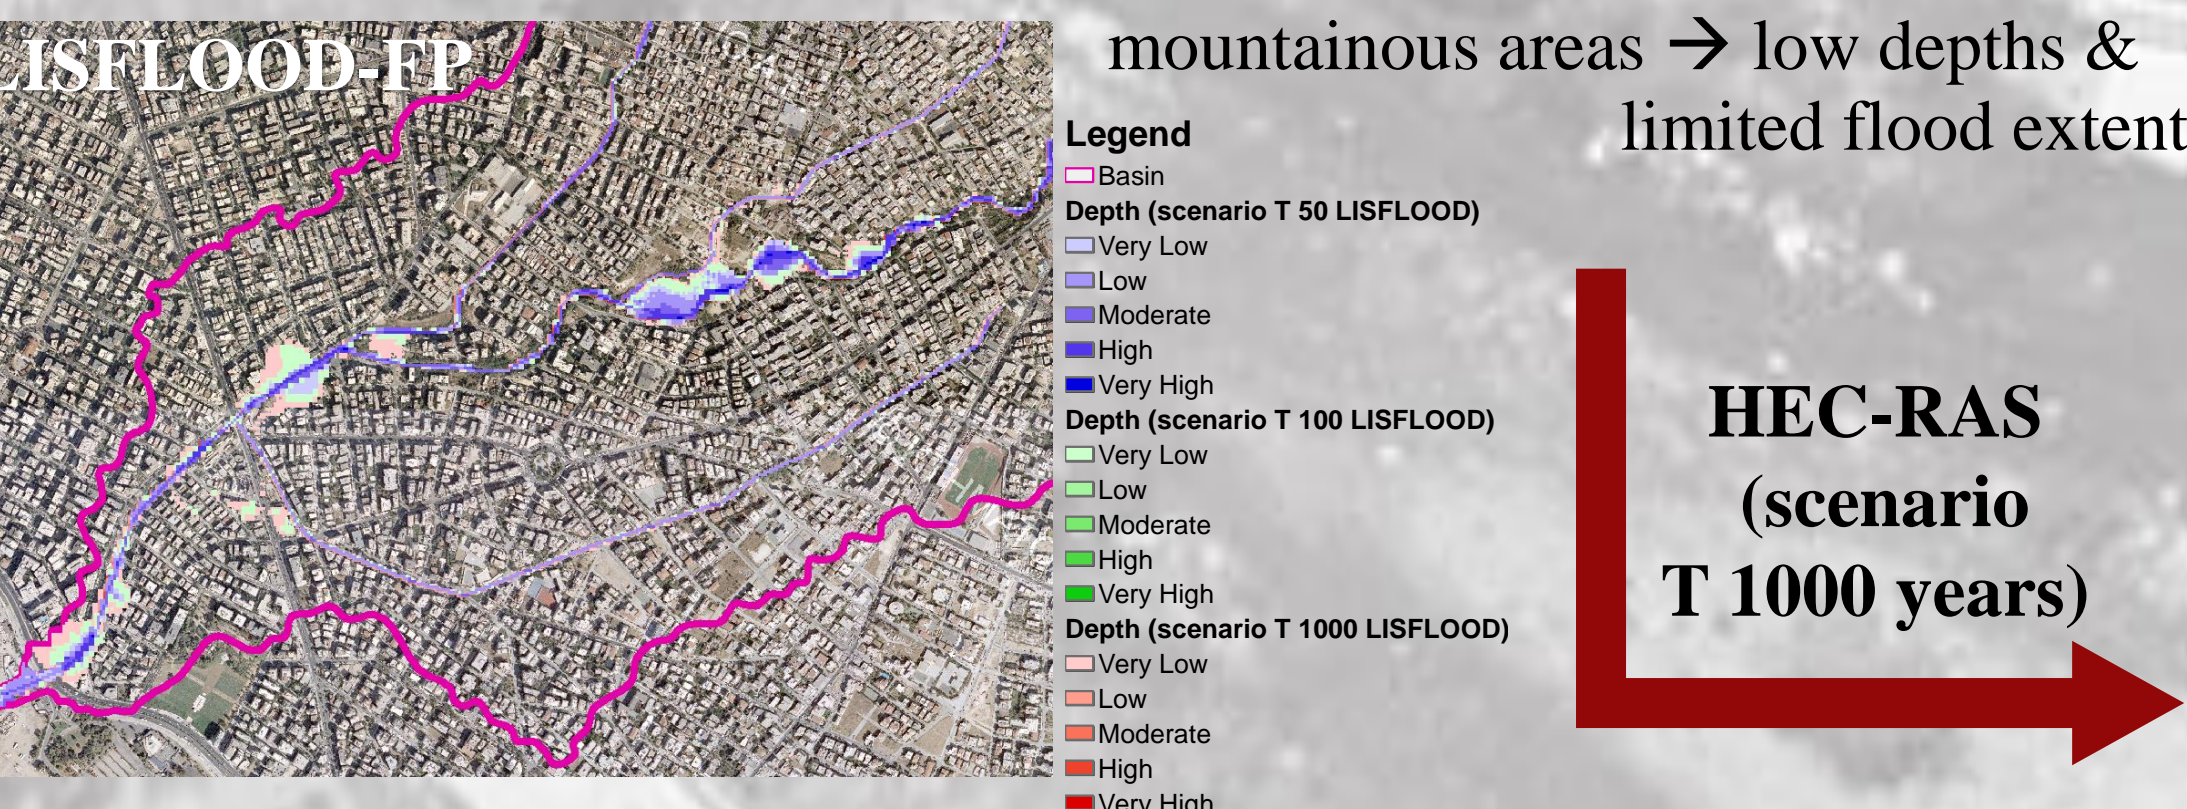 LISFLOOD-FP
mountainous areas → low depths &
limited flood extent
Legend
Basin
Depth (scenario T 50 LISFLOOD)
Very Low
Low
Moderate
High
Very High
Depth (scenario T 100 LISFLOOD)
Very Low
Low
Moderate
High
Very High
Depth (scenario T 1000 LISFLOOD)
Very Low
Low
Moderate
High
Very High
HEC-RAS
(scenario
T 1000 years)